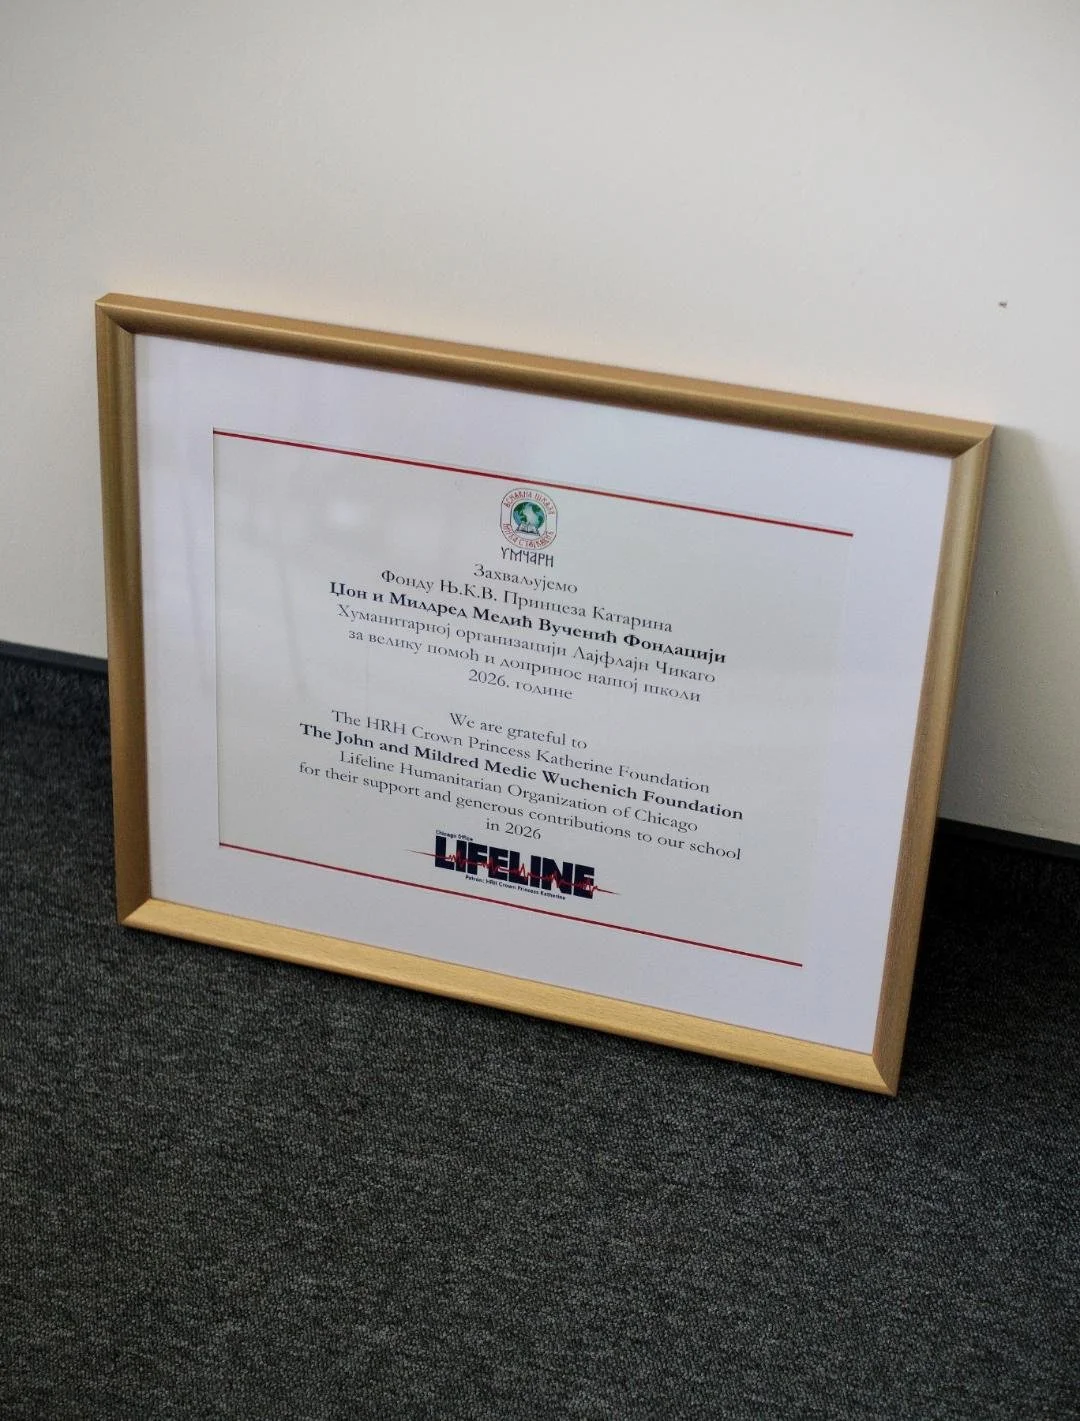 УМЧАРИ
Захваљујемо
Фонду Њ.К.В. Принцеза Катарина
Џон и Милдред Медић Вученић Фондацији
Хуманитарној организацији Лајфлајн Чикаго
за велику помоћ и допринос нашој школи
2026. године
We are grateful to
The HRH Crown Princess Katherine Foundation
The John and Mildred Medic Wuchenich Foundation
Lifeline Humanitarian Organization of Chicago
for their support and generous contributions to our school
in 2026
Chicago Office
LIFELINE
Patron: HRH Crown Princess Katherine